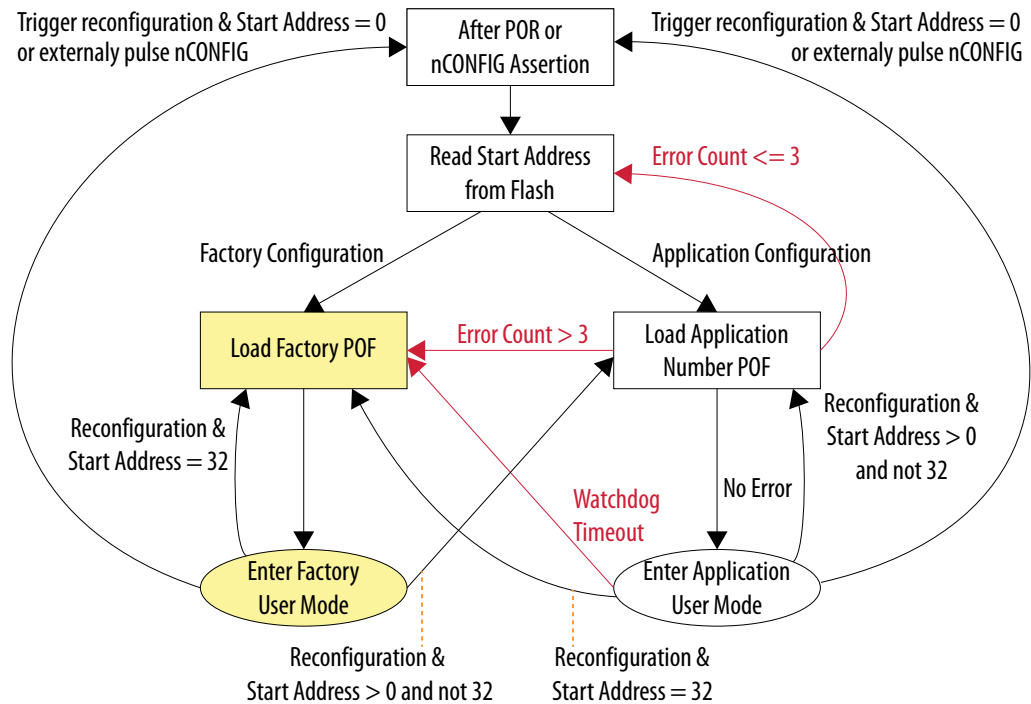 Trigger reconfiguration & Start Address = 0
or externaly pulse nCONFIG
After POR or
nCONFIG Assertion
Trigger reconfiguration & Start Address = 0
or externaly pulse nCONFIG
Read Start Address
from Flash
Error Count <= 3
Factory Configuration
Application Configuration
Load Factory POF
Error Count > 3
Load Application
Number POF
Reconfiguration &
Start Address = 32
Reconfiguration &
Start Address > 0
and not 32
Watchdog
Timeout
No Error
Enter Factory
User Mode
Enter Application
User Mode
Reconfiguration &
Start Address > 0 and not 32
Reconfiguration &
Start Address = 32